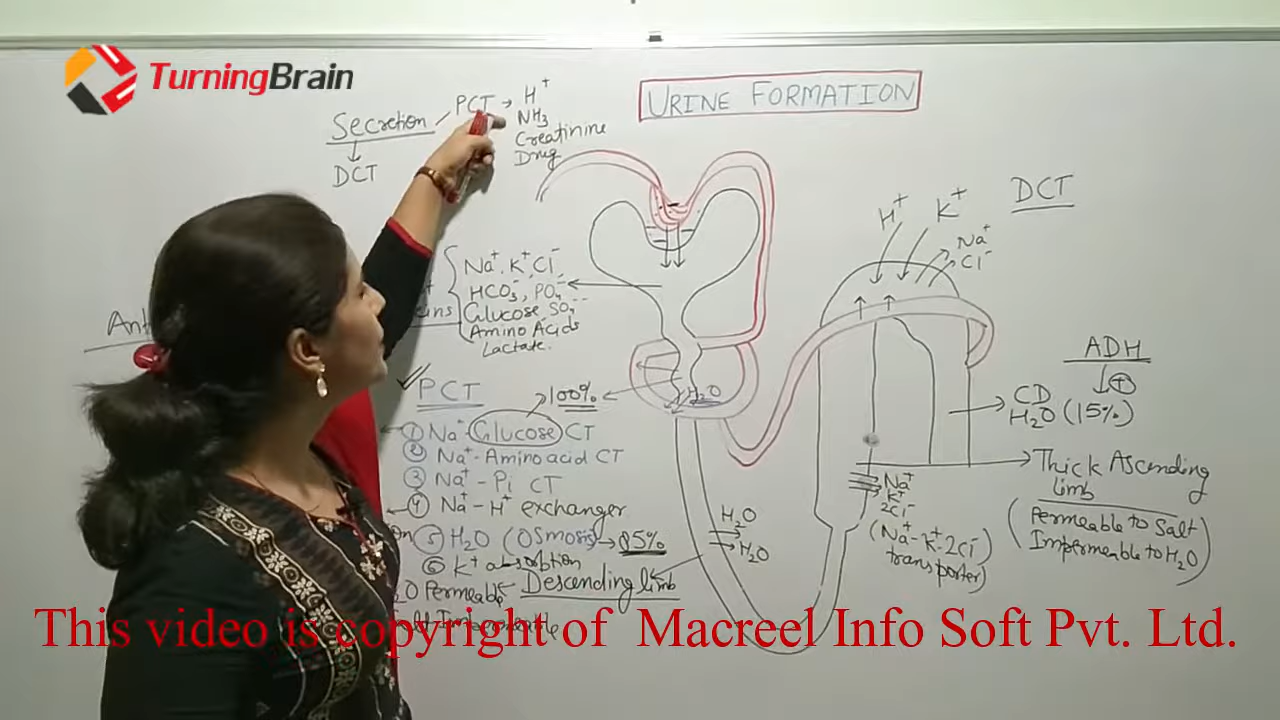 TurningBrain
URINE FORMATION
Secretion
PCT → H+
NH3
Creatinine
Drug
DCT
Na+, K+, Cl-,
HCO3-, PO4--
Glucose, SO4--
Amino Acids
Lactate.
PCT
100%
① Na+-Glucose CT
② Na+-Amino acid CT
③ Na+-Pi CT
④ Na+-H+ exchanger
⑤ H2O (Osmosis) → 85%
⑥ K+ absorption
Permeable ← Descending limb
H2O
H2O
H2O
H+ K+
Na+
Cl-
DCT
ADH
⊕
CD
H2O (15%)
Thick Ascending
limb
(Permeable to Salt
Impermeable to H2O)
Na+
K+
2Cl-
(Na+-K+-2Cl-)
transporter)
This video is copyright of Macreel Info Soft Pvt. Ltd.